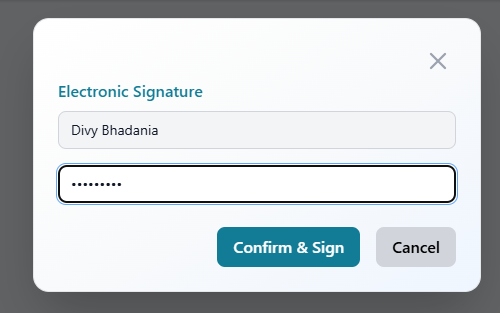 Electronic Signature
Divy Bhadania
•••••••••
Confirm & Sign
Cancel